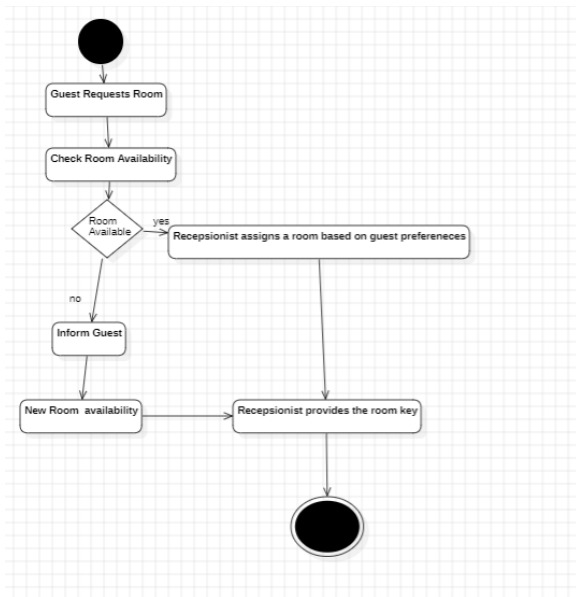 Guest Requests Room
Check Room Availability
Room
Available
yes
Recepsionist assigns a room based on guest prefereneces
no
Inform Guest
New Room  availability
Recepsionist provides the room key